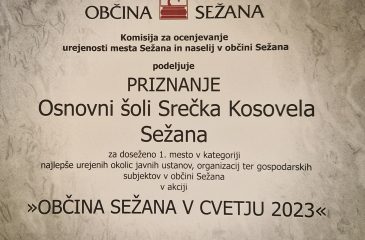 OBČINA SEŽANA
Komisija za ocenjevanje
urejenosti mesta Sežana in naselij v občini Sežana
podeljuje
PRIZNANJE
Osnovni šoli Srečka Kosovela
Sežana
za doseženo 1. mesto v kategoriji
najlepše urejenih okolic javnih ustanov, organizacij ter gospodarskih
subjektov v občini Sežana
v akciji
»OBČINA SEŽANA V CVETJU 2023«